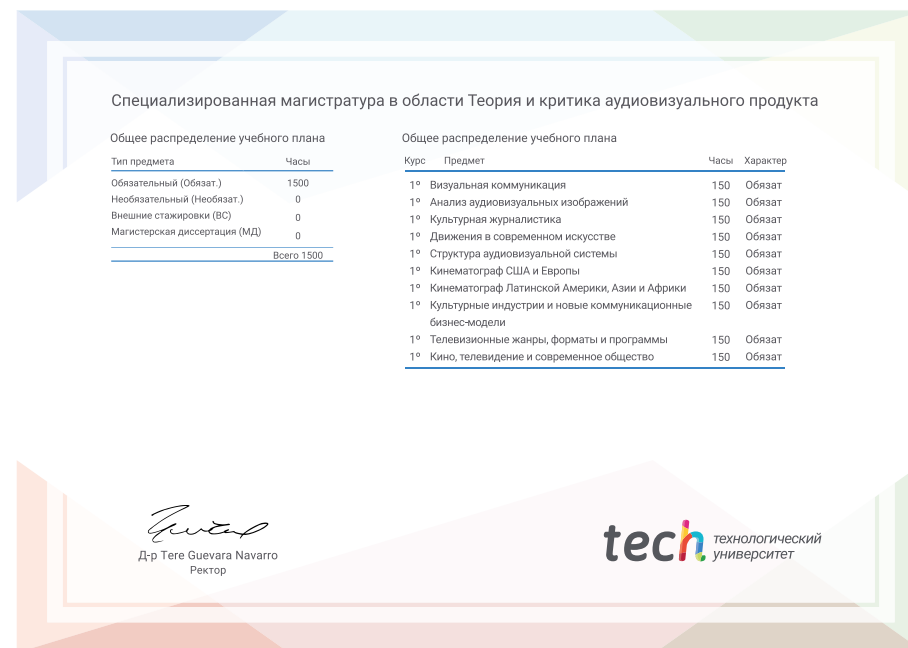 Специализированная магистратура в области Теория и критика аудиовизуального продукта
Общее распределение учебного плана
Тип предмета Часы
Обязательный (Обязат.) 1500
Необязательный (Необязат.) 0
Внешние стажировки (ВС) 0
Магистерская диссертация (МД) 0
Всего 1500
Общее распределение учебного плана
Курс Предмет Часы Характер
1º Визуальная коммуникация 150 Обязат
1º Анализ аудиовизуальных изображений 150 Обязат
1º Культурная журналистика 150 Обязат
1º Движения в современном искусстве 150 Обязат
1º Структура аудиовизуальной системы 150 Обязат
1º Кинематограф США и Европы 150 Обязат
1º Кинематограф Латинской Америки, Азии и Африки 150 Обязат
1º Культурные индустрии и новые коммуникационные 150 Обязат
бизнес-модели
1º Телевизионные жанры, форматы и программы 150 Обязат
1º Кино, телевидение и современное общество 150 Обязат
Д-р Tere Guevara Navarro
Ректор
tech технологический
университет